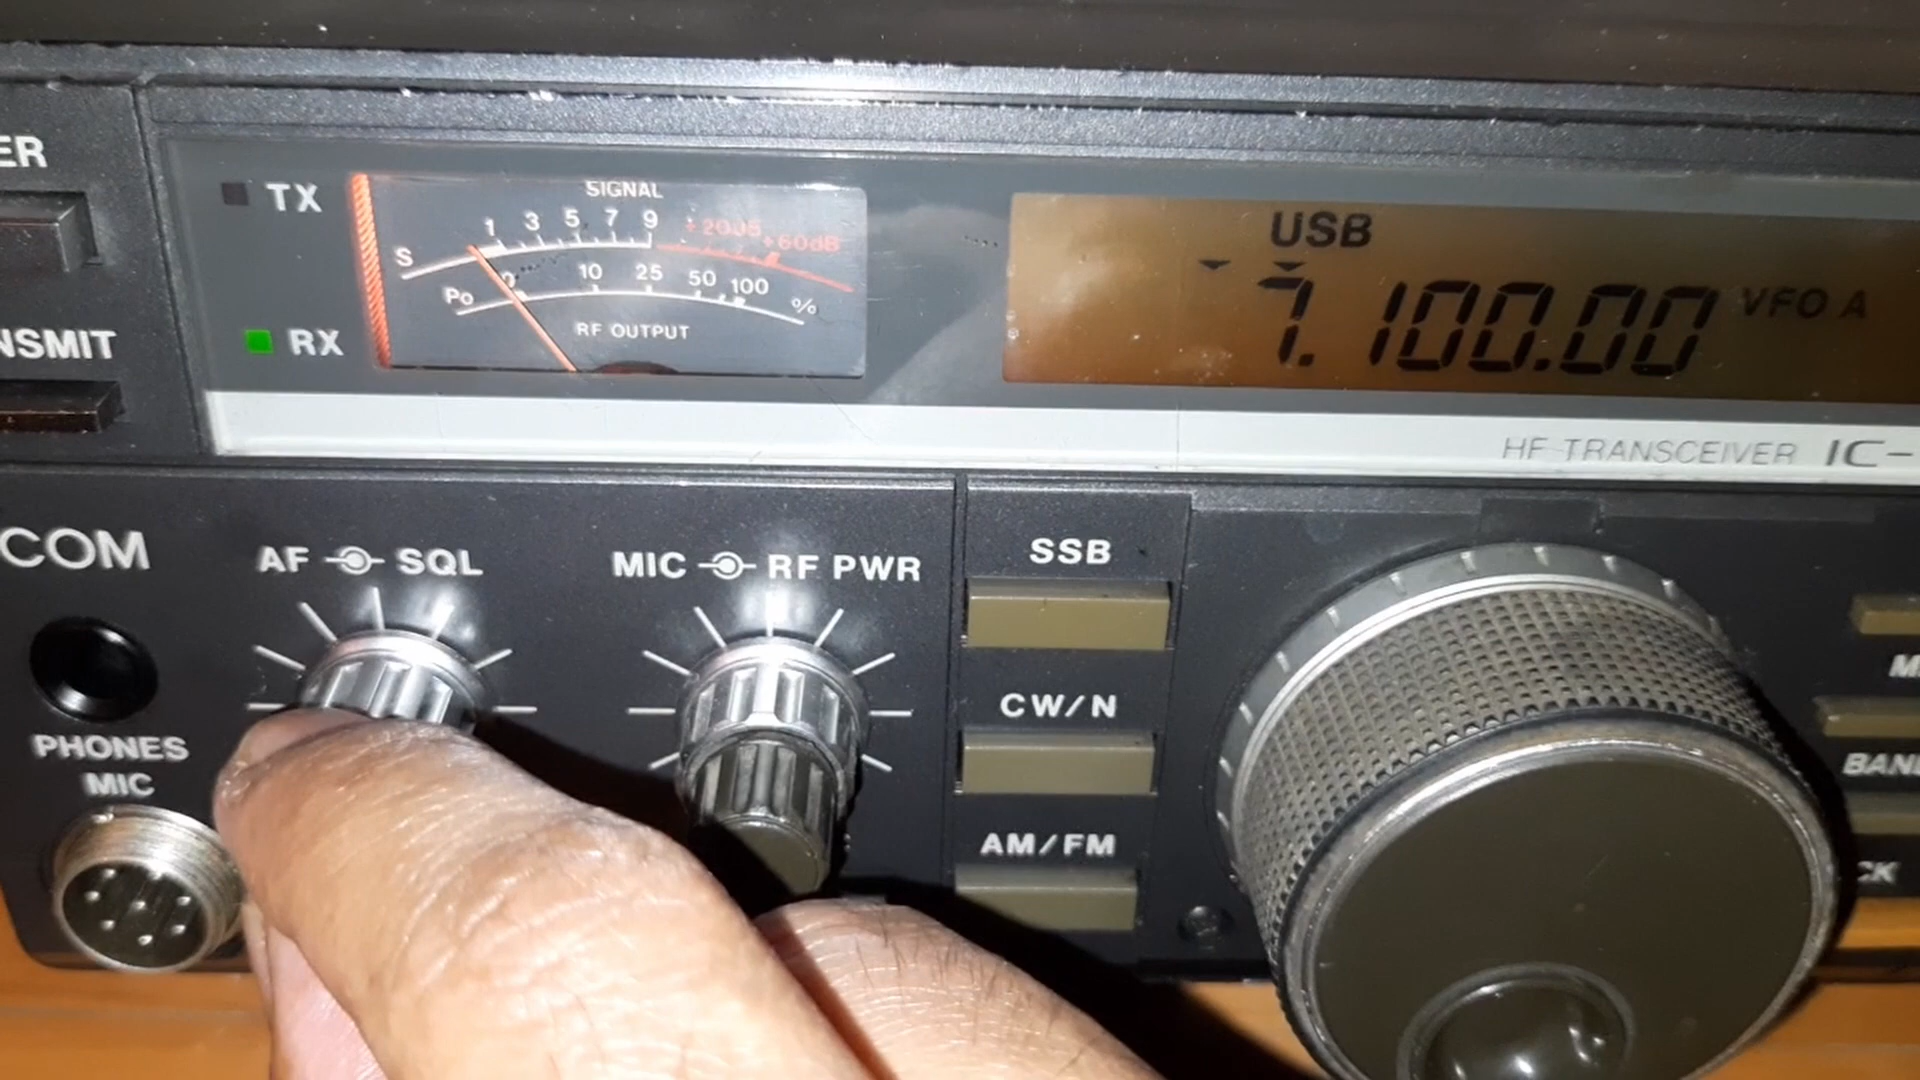 ER
TX
SIGNAL
1 3 5 7 9 +20dB +60dB
S
0 10 25 50 100 %
Po
RF OUTPUT
RX
NSMIT
USB
7.100.00 VFO A
HF TRANSCEIVER IC-
COM
AF SQL
MIC RF PWR
SSB
CW/N
AM/FM
PHONES
MIC
M
BAN
CK